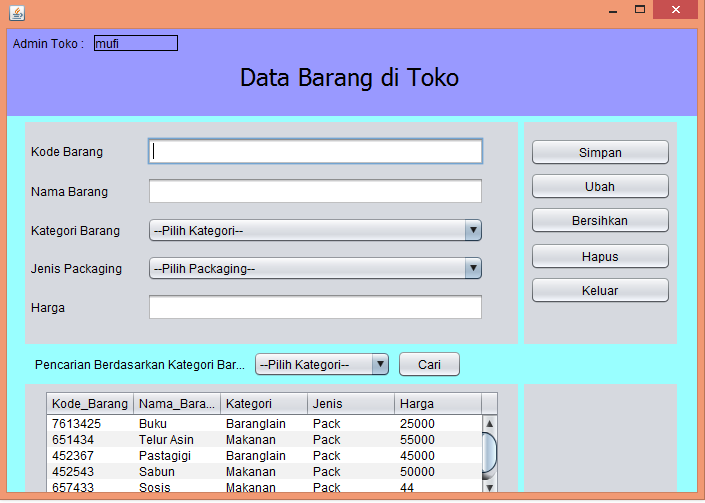 Admin Toko : mufi
Data Barang di Toko
Kode Barang
Nama Barang
Kategori Barang --Pilih Kategori--
Jenis Packaging --Pilih Packaging--
Harga
Simpan
Ubah
Bersihkan
Hapus
Keluar
Pencarian Berdasarkan Kategori Bar... --Pilih Kategori-- Cari
Kode_Barang Nama_Bara... Kategori Jenis Harga
7613425 Buku Baranglain Pack 25000
651434 Telur Asin Makanan Pack 55000
452367 Pastagigi Baranglain Pack 45000
452543 Sabun Makanan Pack 50000
657433 Sosis Makanan Pack 44